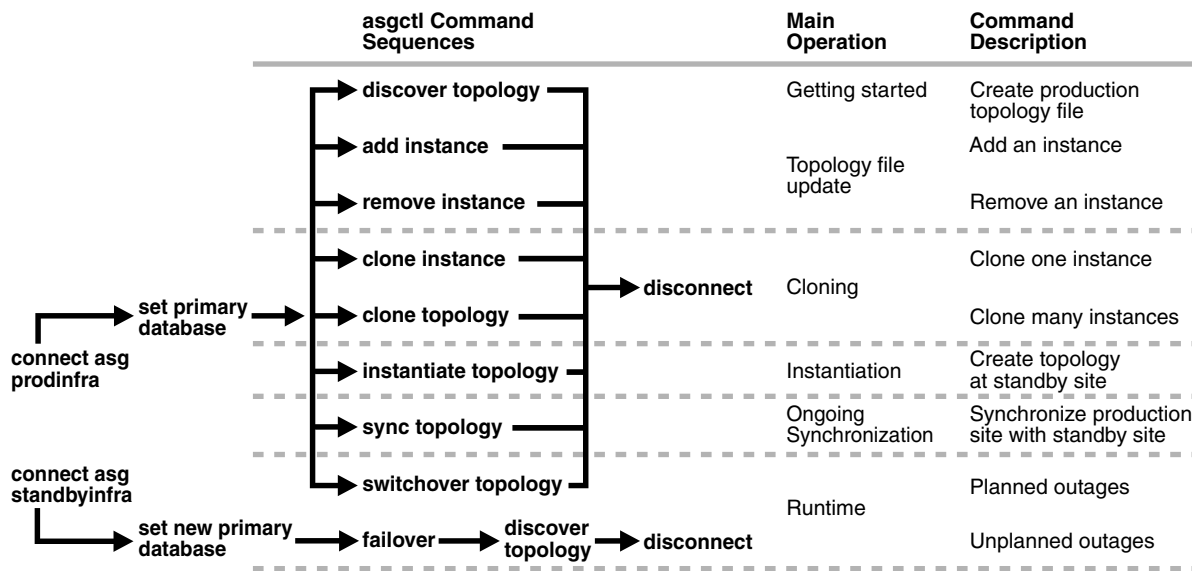 asgctl Command
Sequences
Main
Operation
Command
Description
discover topology
Getting started
Create production
topology file
add instance
Topology file
update
Add an instance
remove instance
Remove an instance
clone instance
Clone one instance
disconnect
Cloning
set primary
database
clone topology
Clone many instances
connect asg
prodinfra
instantiate topology
Instantiation
Create topology
at standby site
sync topology
Ongoing
Synchronization
Synchronize production
site with standby site
connect asg
standbyinfra
switchover topology
Runtime
Planned outages
set new primary
database
failover
discover
topology
disconnect
Unplanned outages